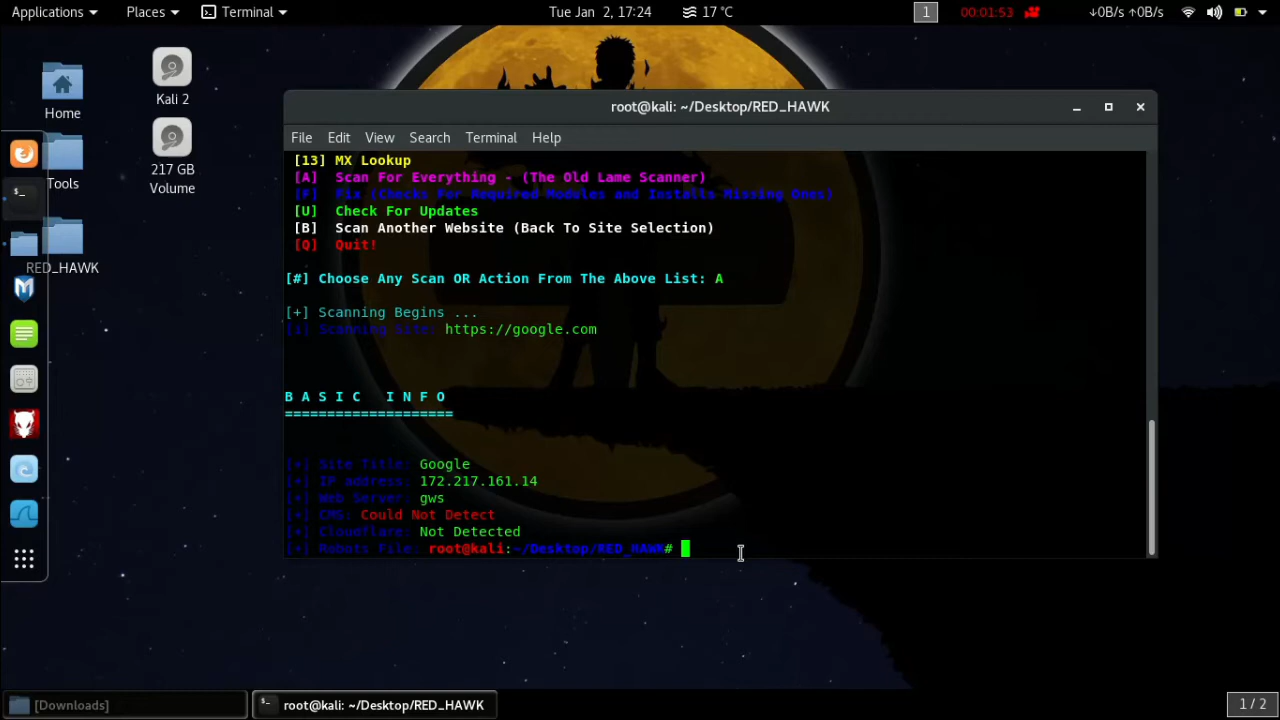 Applications Places Terminal Tue Jan 2, 17:24 17 °C 1 00:01:53 ↓0B/s ↑0B/s
Home
Kali 2
Tools
217 GB
Volume
RED_HAWK
root@kali: ~/Desktop/RED_HAWK
File Edit View Search Terminal Help
[13] MX Lookup
[A] Scan For Everything - (The Old Lame Scanner)
[F] Fix (Checks For Required Modules and Installs Missing Ones)
[U] Check For Updates
[B] Scan Another Website (Back To Site Selection)
[Q] Quit!
[#] Choose Any Scan OR Action From The Above List: A
[+] Scanning Begins ...
[i] Scanning Site: https://google.com
B A S I C I N F O
====================
[+] Site Title: Google
[+] IP address: 172.217.161.14
[+] Web Server: gws
[+] CMS: Could Not Detect
[+] Cloudflare: Not Detected
[+] Robots File: root@kali:~/Desktop/RED_HAWK#
[Downloads] root@kali: ~/Desktop/RED_HAWK 1 / 2